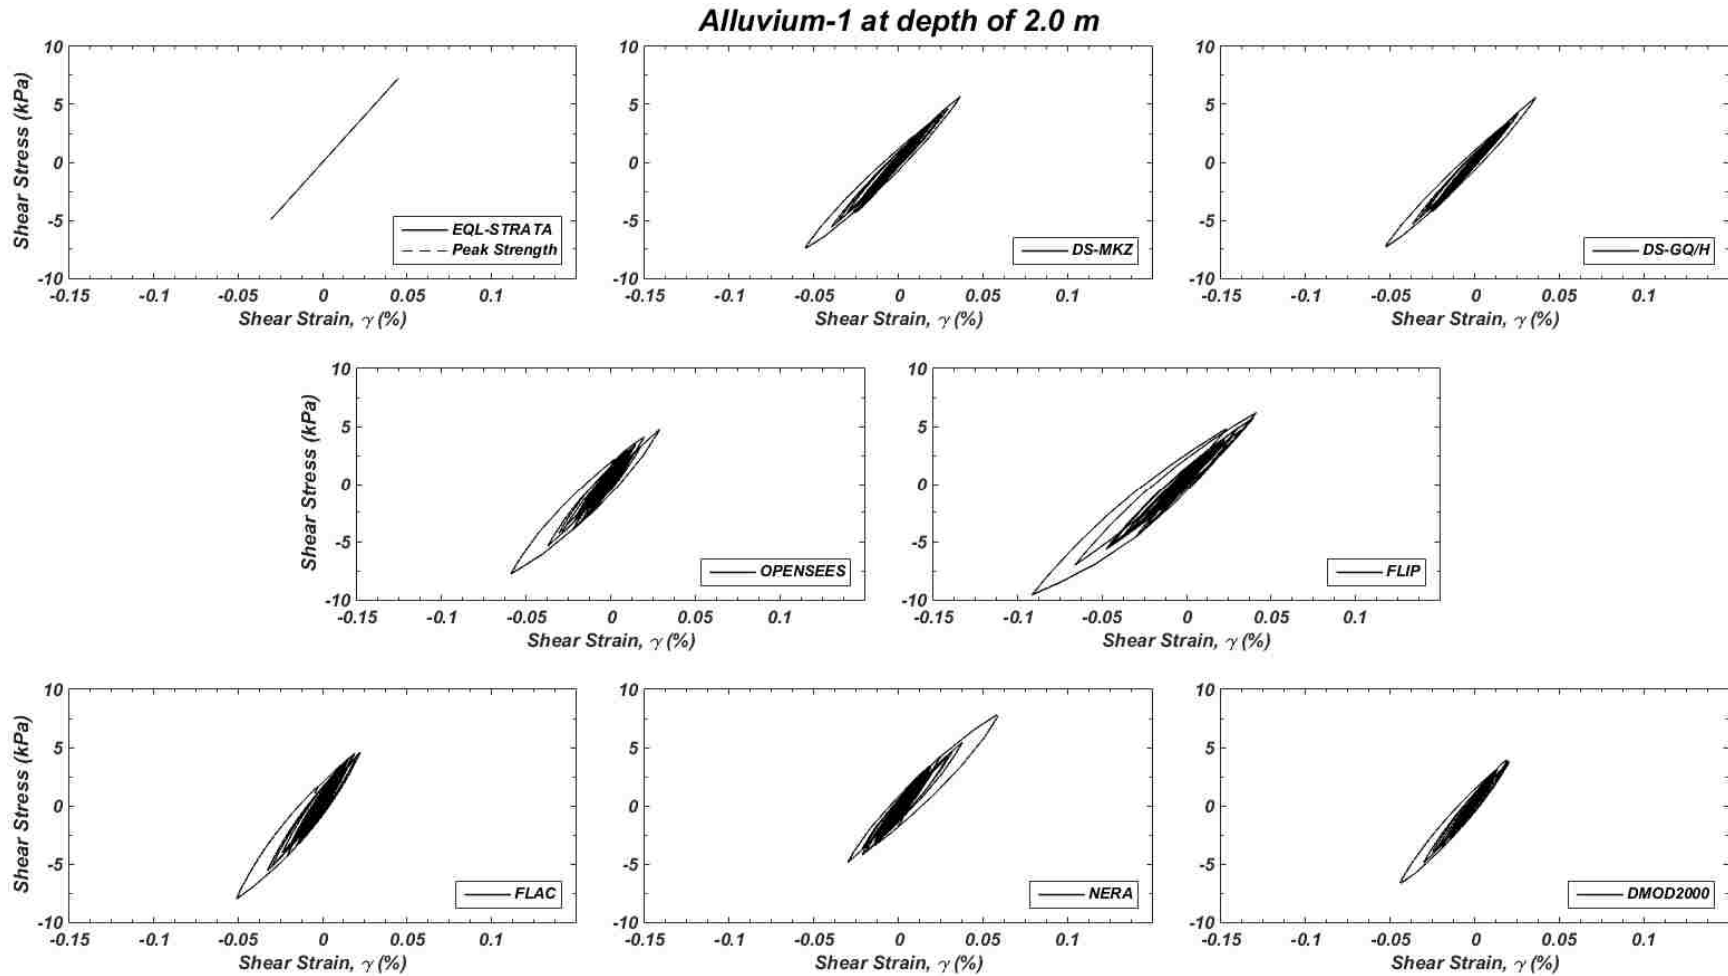 Alluvium-1 at depth of 2.0 m
10
5
0
-5
-10
Shear Stress (kPa)
-0.15 -0.1 -0.05 0 0.05 0.1
Shear Strain, γ (%)
EQL-STRATA
Peak Strength
10
5
0
-5
-10
-0.15 -0.1 -0.05 0 0.05 0.1
Shear Strain, γ (%)
DS-MKZ
10
5
0
-5
-10
-0.15 -0.1 -0.05 0 0.05 0.1
Shear Strain, γ (%)
DS-GQ/H
10
5
0
-5
-10
Shear Stress (kPa)
-0.15 -0.1 -0.05 0 0.05 0.1
Shear Strain, γ (%)
OPENSEES
10
5
0
-5
-10
-0.15 -0.1 -0.05 0 0.05 0.1
Shear Strain, γ (%)
FLIP
10
5
0
-5
-10
Shear Stress (kPa)
-0.15 -0.1 -0.05 0 0.05 0.1
Shear Strain, γ (%)
FLAC
10
5
0
-5
-10
-0.15 -0.1 -0.05 0 0.05 0.1
Shear Strain, γ (%)
NERA
10
5
0
-5
-10
-0.15 -0.1 -0.05 0 0.05 0.1
Shear Strain, γ (%)
DMOD2000